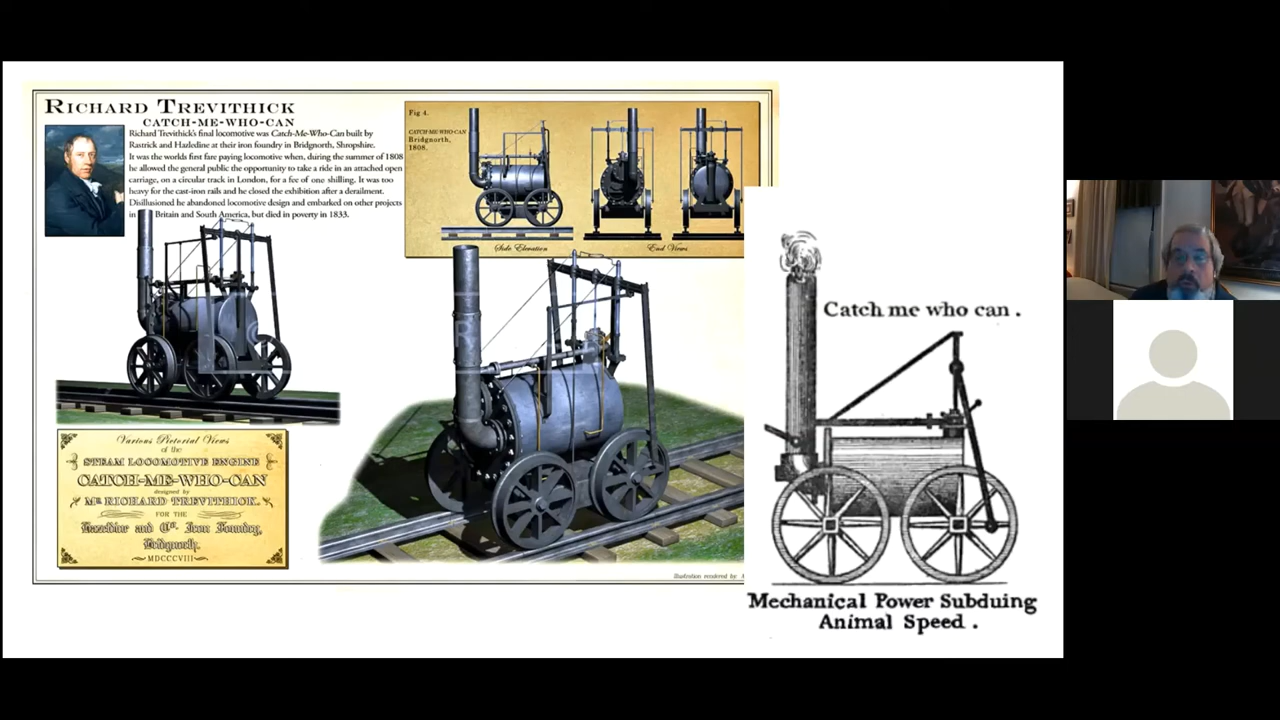 RICHARD TREVITHICK
CATCH-ME-WHO-CAN
Richard Trevithick's final locomotive was Catch-Me-Who-Can built by
Rastrick and Hazledine at their iron foundry in Bridgnorth, Shropshire.
It was the worlds first fare paying locomotive when, during the summer of 1808
he allowed the general public the opportunity to take a ride in an attached open
carriage, on a circular track in London, for a fee of one shilling. It was too
heavy for the cast-iron rails and he closed the exhibition after a derailment.
Disillusioned he abandoned locomotive design and embarked on other projects
in Britain and South America, but died in poverty in 1833.
Fig 4.
CATCH-ME-WHO-CAN
Bridgnorth,
1808.
Side Elevation
End Views
Various Pictorial Views
of the
STEAM LOCOMOTIVE ENGINE
CATCH-ME-WHO-CAN
designed by
Mr. RICHARD TREVITHICK.
FOR THE
Hazeldine and Co. Iron Foundry,
Bridgnorth.
MDCCCVIII
Illustration rendered by:
Catch me who can .
Mechanical Power Subduing
Animal Speed .